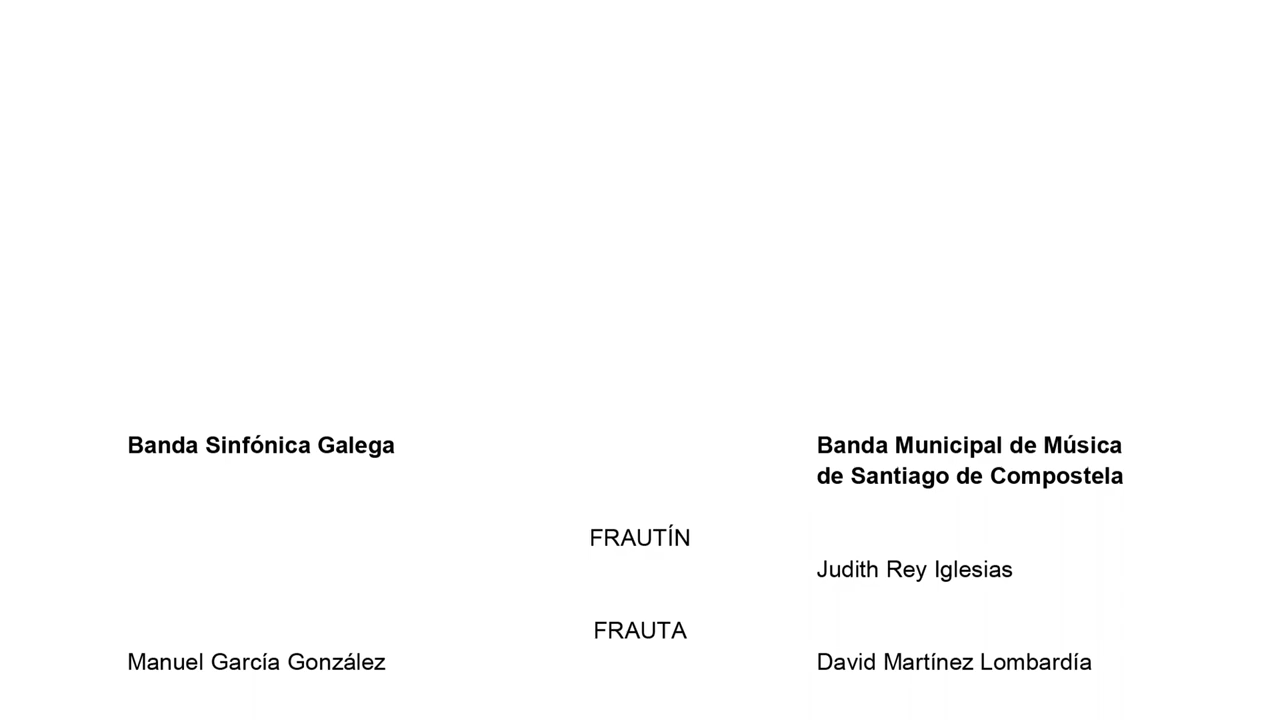 Banda Sinfónica Galega
Banda Municipal de Música
de Santiago de Compostela
FRAUTÍN
Judith Rey Iglesias
FRAUTA
Manuel García González
David Martínez Lombardía